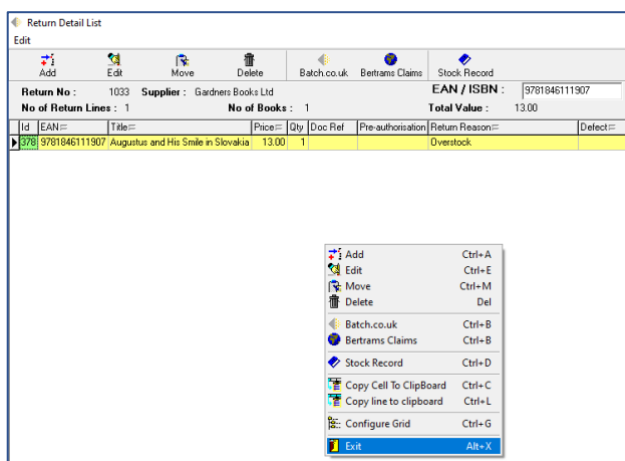 Return Detail List
Edit
Add Edit Move Delete Batch.co.uk Bertrams Claims Stock Record
Return No : 1033 Supplier : Gardners Books Ltd EAN / ISBN : 9781846111907
No of Return Lines : 1 No of Books : 1 Total Value : 13.00
Id EAN Title Price Qty Doc Ref Pre-authorisation Return Reason Defect
378 9781846111907 Augustus and His Smile in Slovakia 13.00 1 Overstock
Add Ctrl+A
Edit Ctrl+E
Move Ctrl+M
Delete Del
Batch.co.uk Ctrl+B
Bertrams Claims Ctrl+B
Stock Record Ctrl+D
Copy Cell To ClipBoard Ctrl+C
Copy line to clipboard Ctrl+L
Configure Grid Ctrl+G
Exit Alt+X